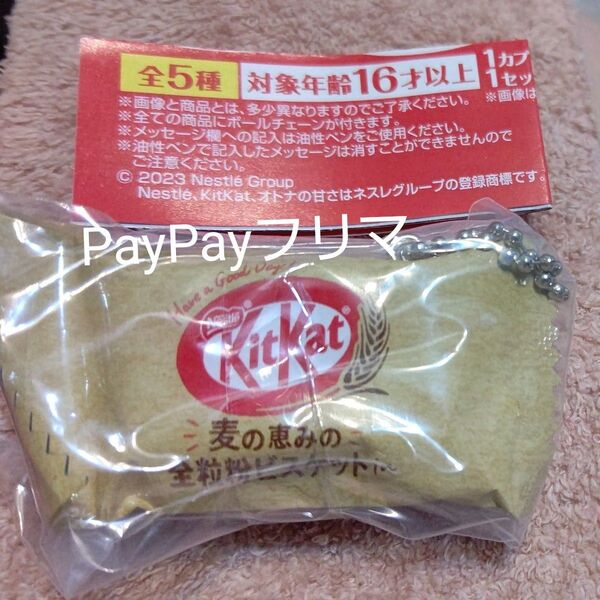 全5種 対象年齢16才以上
1カプ
1セッ
※画像と商品とは、多少異なりますのでご了承ください。
※画像は
※全ての商品にボールチェーンが付きます。
※メッセージ欄への記入は油性ペンをご使用ください。
※油性ペンで記入したメッセージは消すことができませんので
ご注意ください。
© 2023 Nestlé Group
Nestlé、KitKat、オトナの甘さはネスレグループの登録商標です。
PayPayフリマ
Have a Good Day!
Nestlé
KitKat
麦の恵みの
全粒粉ビスケット